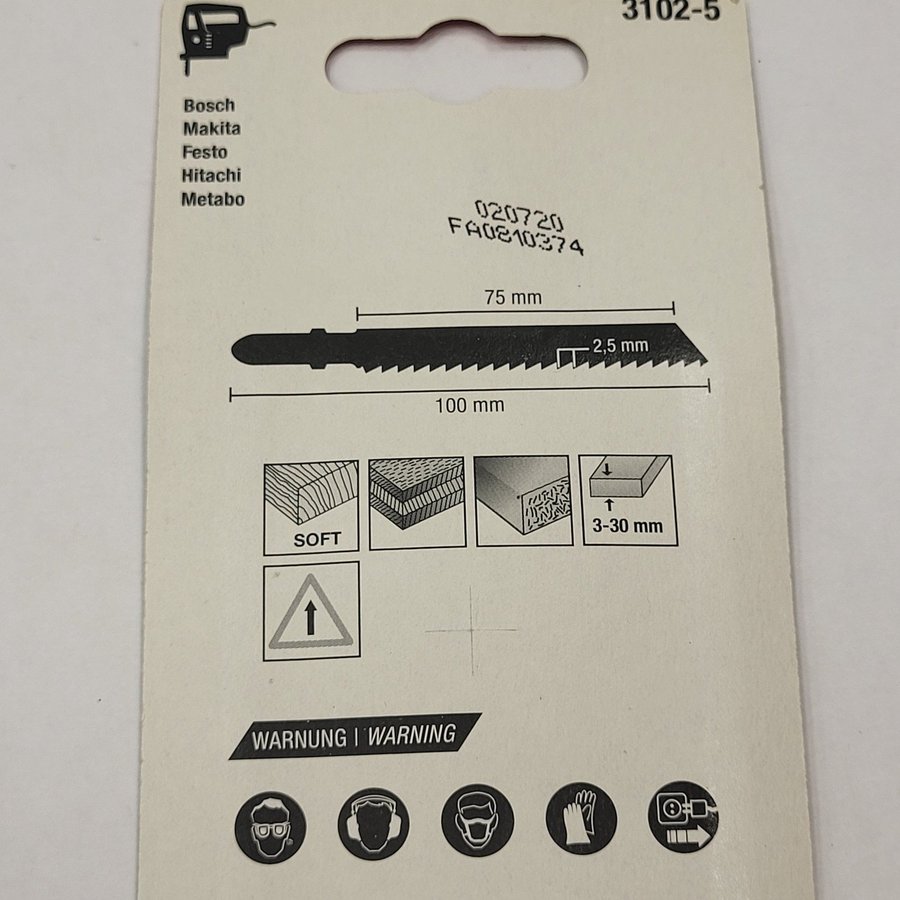 3102-5
Bosch
Makita
Festo
Hitachi
Metabo
020720
FA0810374
75 mm
2,5 mm
100 mm
SOFT
3-30 mm
WARNUNG | WARNING